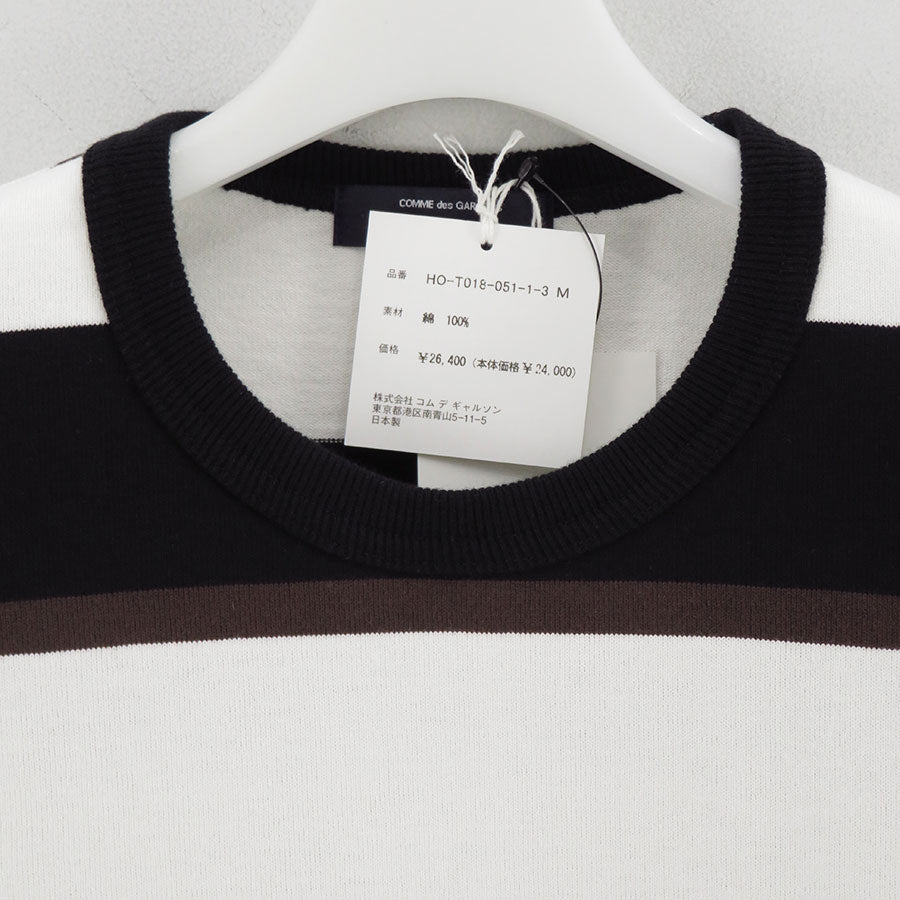 COMME des GAR
品番 HO-T018-051-1-3 M
素材 綿 100%
価格 ¥26,400 (本体価格 ¥24,000)
株式会社 コム デ ギャルソン
東京都港区南青山5-11-5
日本製